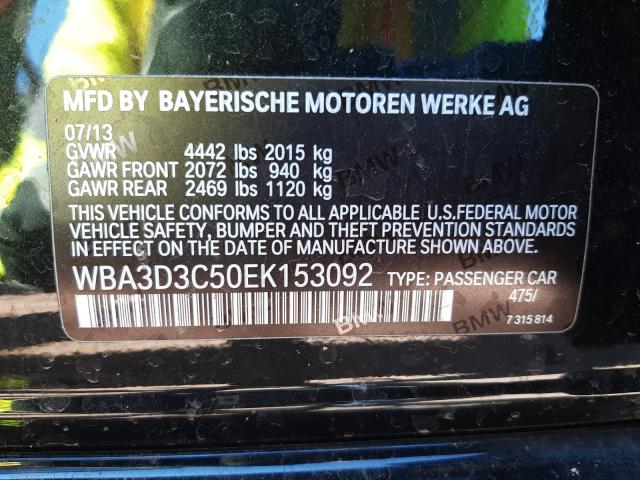 MFD BY BAYERISCHE MOTOREN WERKE AG
07/13
GVWR 4442 lbs 2015 kg
GAWR FRONT 2072 lbs 940 kg
GAWR REAR 2469 lbs 1120 kg
THIS VEHICLE CONFORMS TO ALL APPLICABLE U.S.FEDERAL MOTOR
VEHICLE SAFETY, BUMPER AND THEFT PREVENTION STANDARDS
IN EFFECT ON THE DATE OF MANUFACTURE SHOWN ABOVE.
WBA3D3C50EK153092 TYPE: PASSENGER CAR
475/
7 315 814